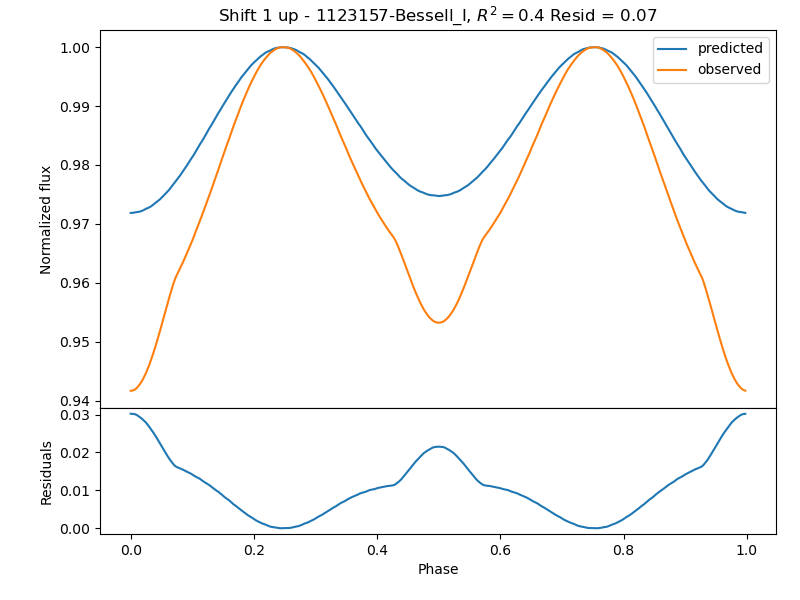 Shift 1 up - 1123157-Bessell_I, R² = 0.4 Resid = 0.07
predicted
observed
Normalized flux
1.00
0.99
0.98
0.97
0.96
0.95
0.94
Residuals
0.03
0.02
0.01
0.00
0.0 0.2 0.4 0.6 0.8 1.0
Phase